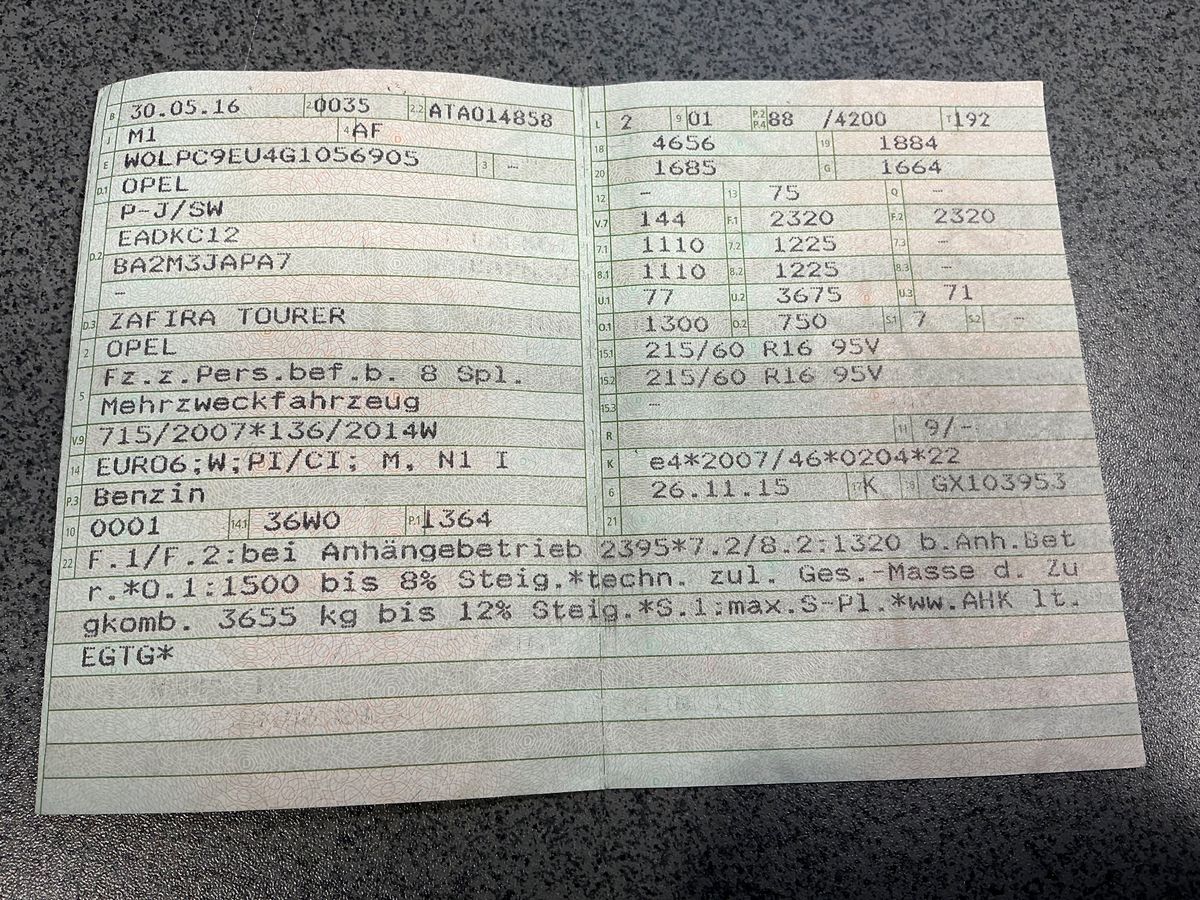 B 30.05.16 2.1 0035 2.2 ATA014858
J M1 4 AF
E W0LPC9EU4G1056905 3 –
D.1 OPEL
P-J/SW
EADKC12
D.2 BA2M3JAPA7
–
D.3 ZAFIRA TOURER
2 OPEL
Fz.z.Pers.bef.b. 8 Spl.
5 Mehrzweckfahrzeug
V.9 715/2007*136/2014W
14 EURO6;W;PI/CI; M, N1 I
P.3 Benzin
10 0001 14.1 36W0 P.1 1364
L 2 9 01 P.2 P.4 88 /4200 T 192
18 4656 19 1884
20 1685 G 1664
12 – 13 75 Q –
V.7 144 F.1 2320 F.2 2320
7.1 1110 7.2 1225 7.3 –
8.1 1110 8.2 1225 8.3 –
U.1 77 U.2 3675 U.3 71
O.1 1300 O.2 750 S.1 7 S.2 –
15.1 215/60 R16 95V
15.2 215/60 R16 95V
15.3 –
R 11 9/–
K e4*2007/46*0204*22
6 26.11.15 17 K 16 GX103953
21
22 F.1/F.2:bei Anhängebetrieb 2395*7.2/8.2:1320 b.Anh.Bet
r.*O.1:1500 bis 8% Steig.*techn. zul. Ges.-Masse d. Zu
gkomb. 3655 kg bis 12% Steig.*S.1:max.S-Pl.*ww.AHK lt.
EGTG*